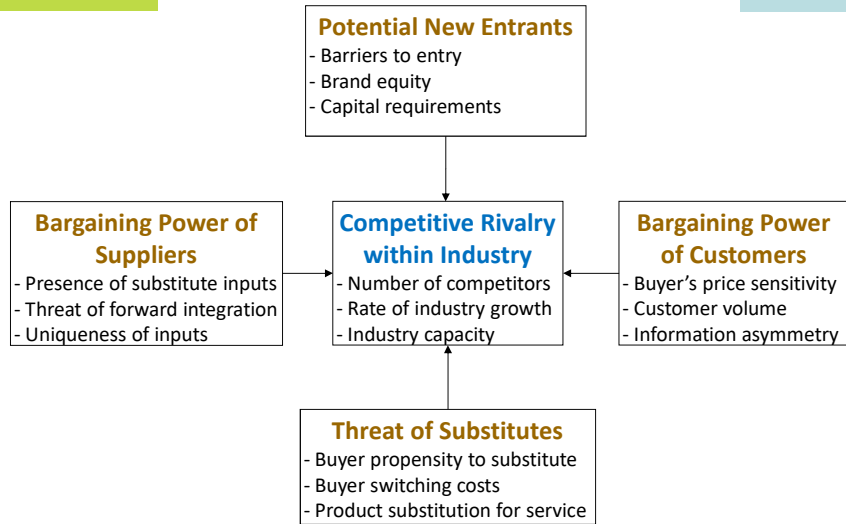 Potential New Entrants
- Barriers to entry
- Brand equity
- Capital requirements
Bargaining Power of
Suppliers
- Presence of substitute inputs
- Threat of forward integration
- Uniqueness of inputs
Competitive Rivalry
within Industry
- Number of competitors
- Rate of industry growth
- Industry capacity
Bargaining Power
of Customers
- Buyer’s price sensitivity
- Customer volume
- Information asymmetry
Threat of Substitutes
- Buyer propensity to substitute
- Buyer switching costs
- Product substitution for service